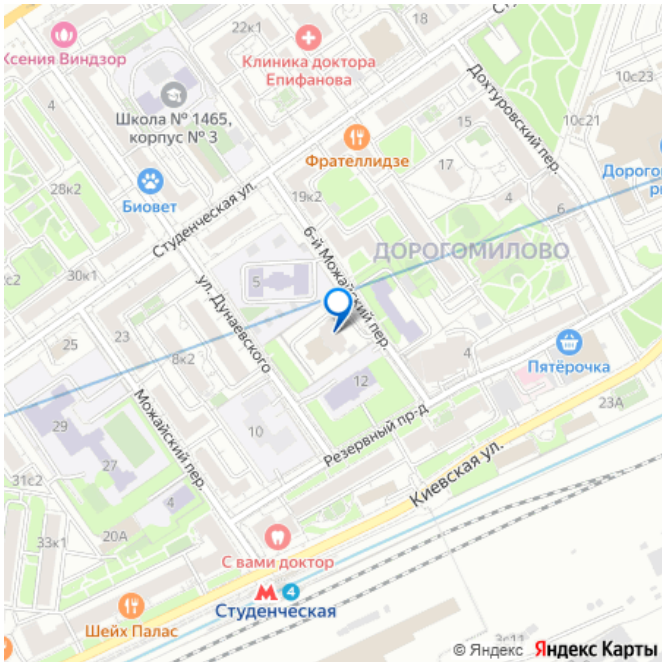 18
22к1
Ксения Виндзор
Клиника доктора
Епифанова
10с23
Школа № 1465,
корпус № 3
Дохтуровский пер.
15
10с21
Фрателлидзе
17
28к2
Биовет
19к2
4
6
Студенческая ул.
6-й Можайский пер.
ДОРОГОМИЛОВО
30к1
5
ул. Дунаевского
23
25
8к2
4
Пятёрочка
12
23А
Можайский пер.
29
10
Резервный пр-д
27
Киевская ул.
31с2
4
20А
33к1
С вами доктор
4
Студенческая
Шейх Палас
© Яндекс Яндекс Карты